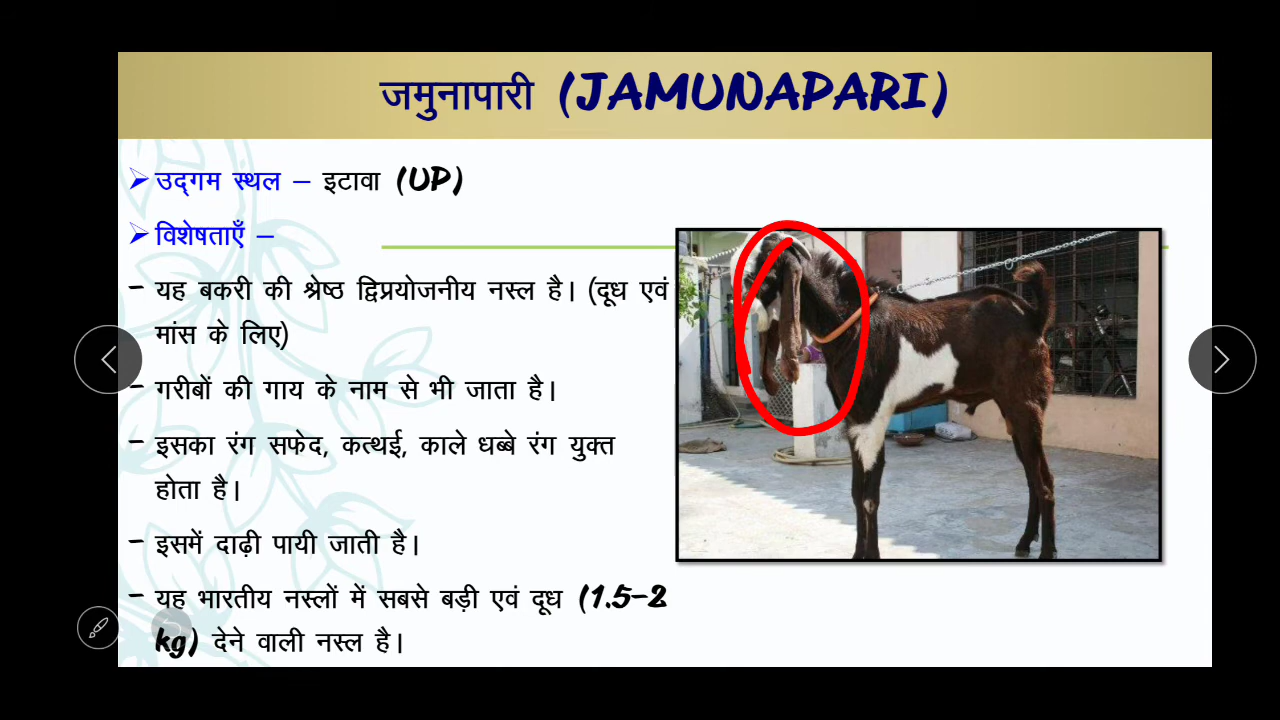 जमुनापारी (JAMUNAPARI)
➢ उद्गम स्थल – इटावा (UP)
➢ विशेषताएँ –
– यह बकरी की श्रेष्ठ द्विप्रयोजनीय नस्ल है। (दूध एवं
मांस के लिए)
– गरीबों की गाय के नाम से भी जाता है।
– इसका रंग सफेद, कत्थई, काले धब्बे रंग युक्त
होता है।
– इसमें दाढ़ी पायी जाती है।
– यह भारतीय नस्लों में सबसे बड़ी एवं दूध (1.5-2
kg) देने वाली नस्ल है।